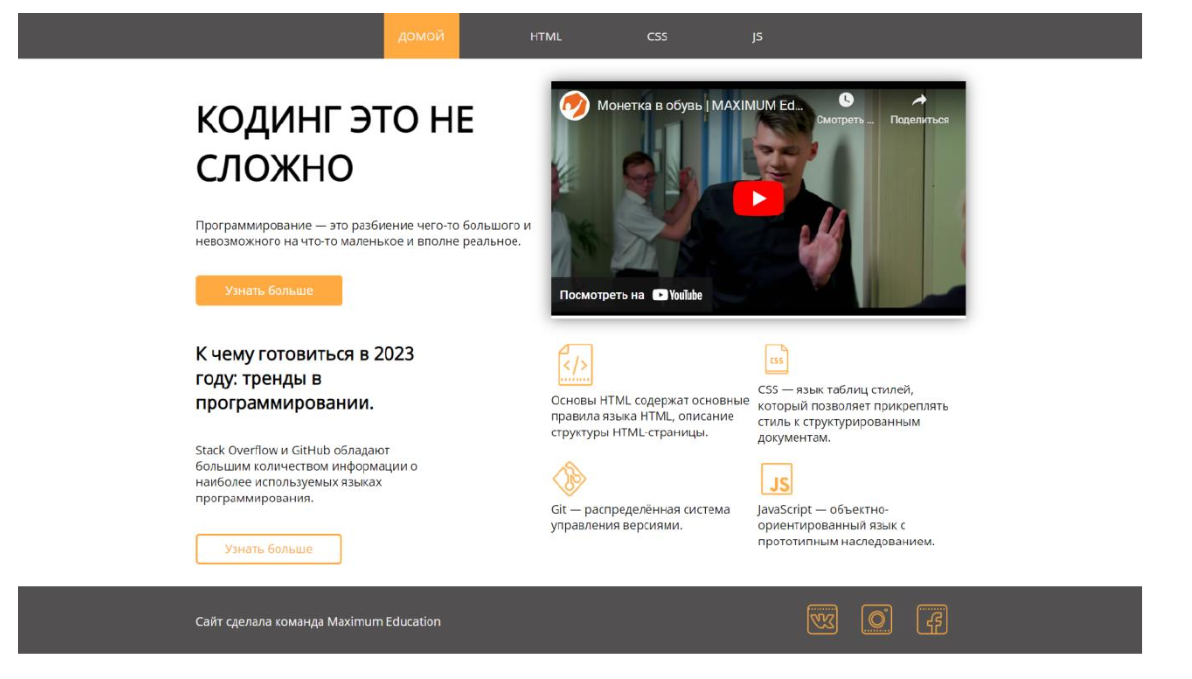 ДОМОЙ
HTML
CSS
JS
КОДИНГ ЭТО НЕ
СЛОЖНО
Программирование — это разбиение чего-то большого и
невозможного на что-то маленькое и вполне реальное.
Узнать больше
Монетка в обувь | MAXIMUM Ed...
Смотреть ...
Поделиться
Посмотреть на YouTube
К чему готовиться в 2023
году: тренды в
программировании.
Stack Overflow и GitHub обладают
большим количеством информации о
наиболее используемых языках
программирования.
Узнать больше
</>
Основы HTML содержат основные
правила языка HTML, описание
структуры HTML-страницы.
CSS
CSS — язык таблиц стилей,
который позволяет прикреплять
стиль к структурированным
документам.
Git — распределённая система
управления версиями.
JS
JavaScript — объектно-
ориентированный язык с
прототипным наследованием.
Сайт сделала команда Maximum Education